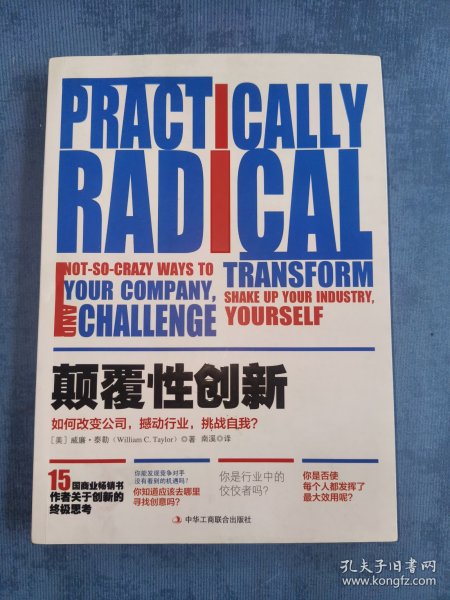 PRACTICALLY
RADICAL
NOT-SO-CRAZY WAYS TO TRANSFORM
YOUR COMPANY, SHAKE UP YOUR INDUSTRY,
AND CHALLENGE YOURSELF
颠覆性创新
如何改变公司，撼动行业，挑战自我？
［美］威廉·泰勒（William C. Taylor）◎著 南溪◎译
15国商业畅销书
作者关于创新的
终极思考
你能发现竞争对手
没有看到的机遇吗？
你知道应该去哪里
寻找创意吗？
你是行业中的
佼佼者吗？
你是否使
每个人都发挥了
最大效用呢？
中华工商联合出版社
孔夫子旧书网
www.kongfz.com